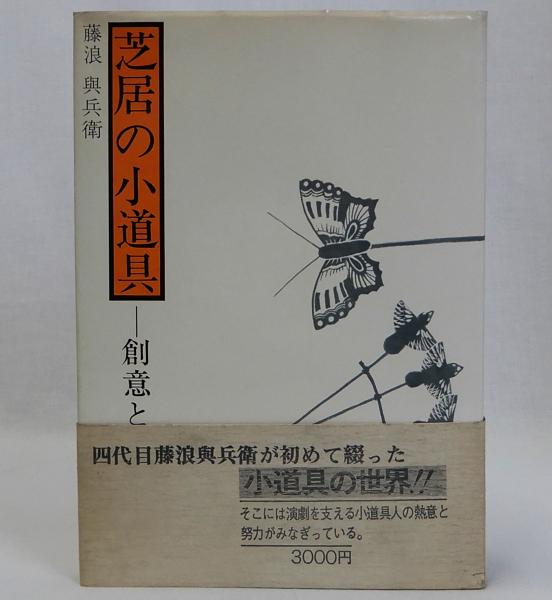 藤浪 與兵衛
芝居の小道具
―創意と
四代目藤浪與兵衛が初めて綴った
小道具の世界!!
そこには演劇を支える小道具人の熱意と
努力がみなぎっている。
3000円